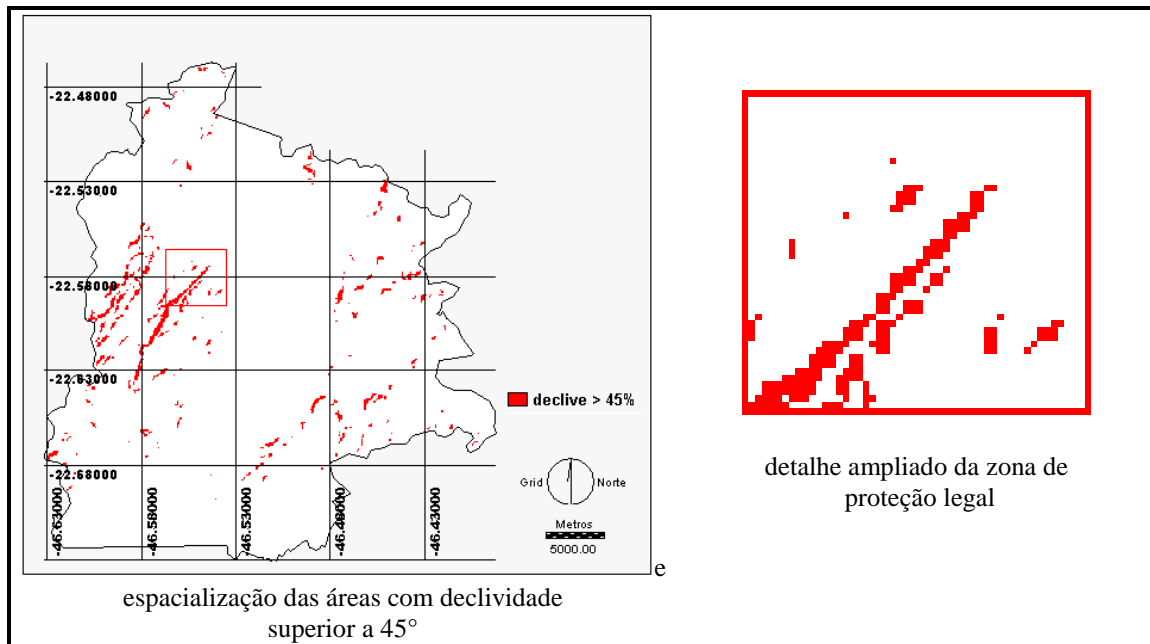 -22.48000
-22.53000
-22.58000
-22.63000
-22.68000
-46.63000
-46.58000
-46.53000
-46.48000
-46.43000
declive > 45%
Grid
Norte
Metros
5000.00
e
espacialização das áreas com declividade
superior a 45°
detalhe ampliado da zona de
proteção legal